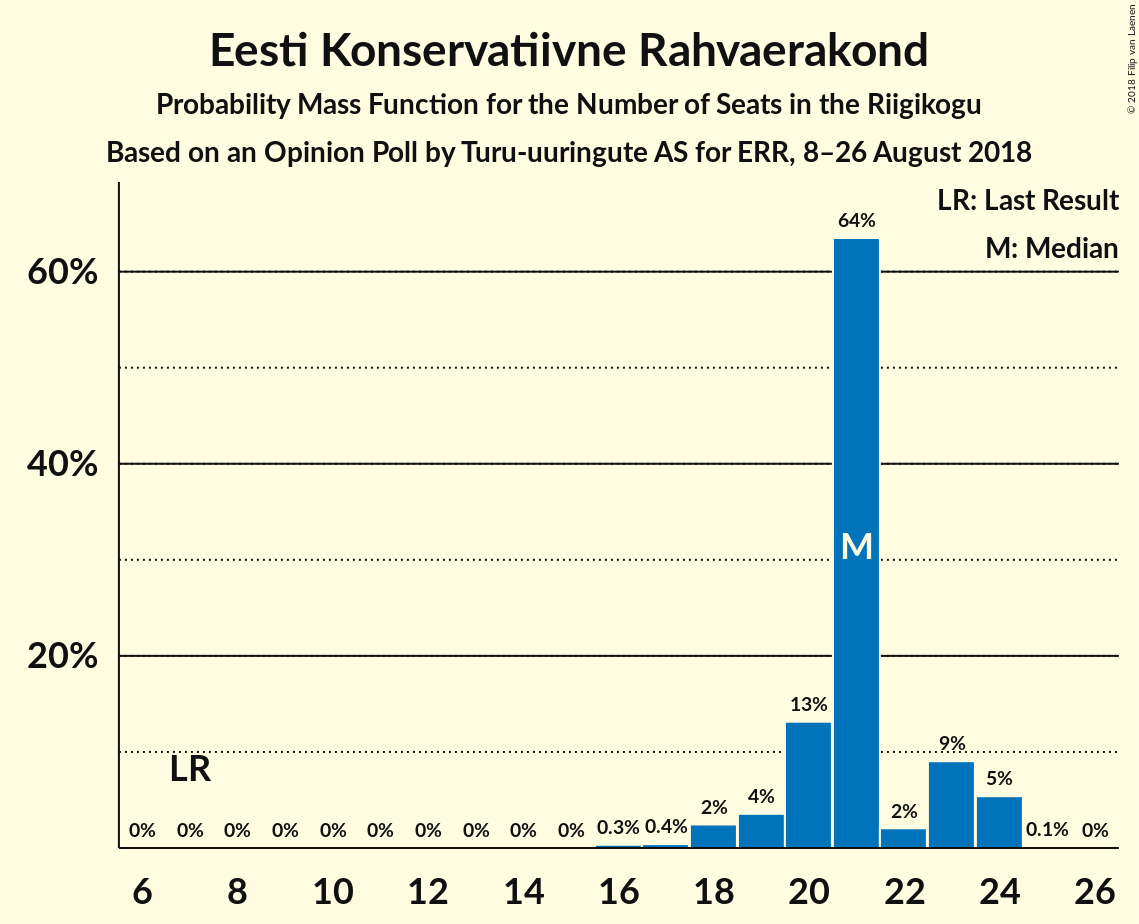 Eesti Konservatiivne Rahvaerakond
Probability Mass Function for the Number of Seats in the Riigikogu
Based on an Opinion Poll by Turu-uuringute AS for ERR, 8–26 August 2018
© 2018 Filip van Laenen
LR: Last Result
M: Median
60%
40%
20%
64%
M
13%
9%
5%
4%
2%
2%
LR
0% 0% 0% 0% 0% 0% 0% 0% 0% 0% 0.3% 0.4% 0.1% 0%
6 8 10 12 14 16 18 20 22 24 26